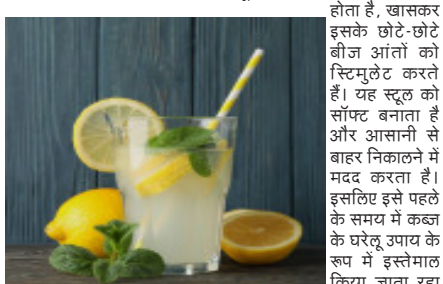 होता है, खासकर
इसके छोटे-छोटे
बीज आंतों को
स्टिमुलेट करते
हैं। यह स्टूल को
सॉफ्ट बनाता है
और आसानी से
बाहर निकालने में
मदद करता है।
इसलिए इसे पहले
के समय में कब्ज
के घरेलू उपाय के
रूप में इस्तेमाल
किया जाता रहा